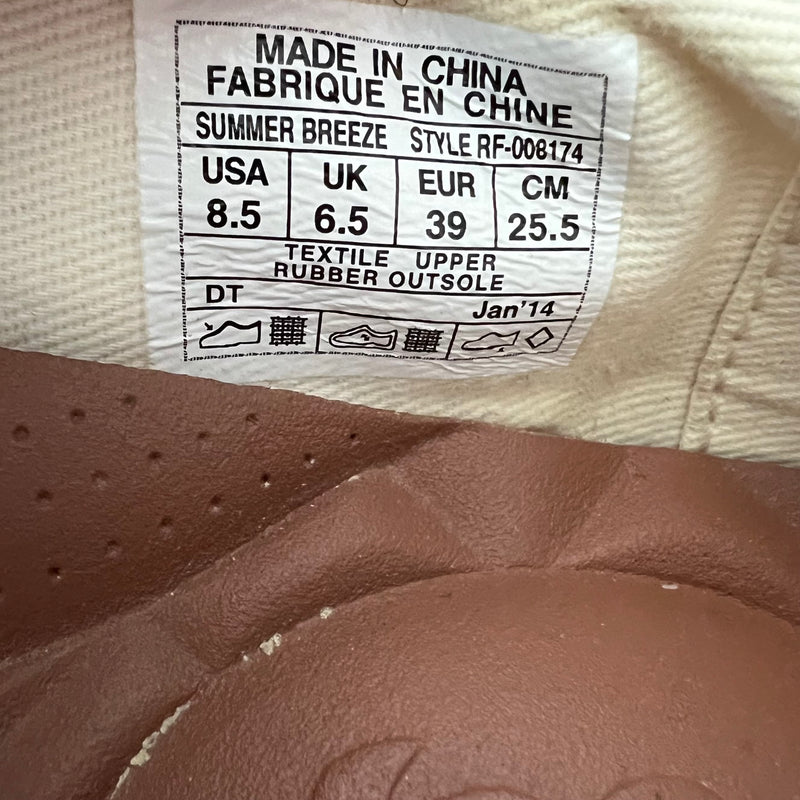 MADE IN CHINA
FABRIQUE EN CHINE
SUMMER BREEZE STYLE RF-008174
USA UK EUR CM
8.5 6.5 39 25.5
TEXTILE UPPER
RUBBER OUTSOLE
DT Jan'14